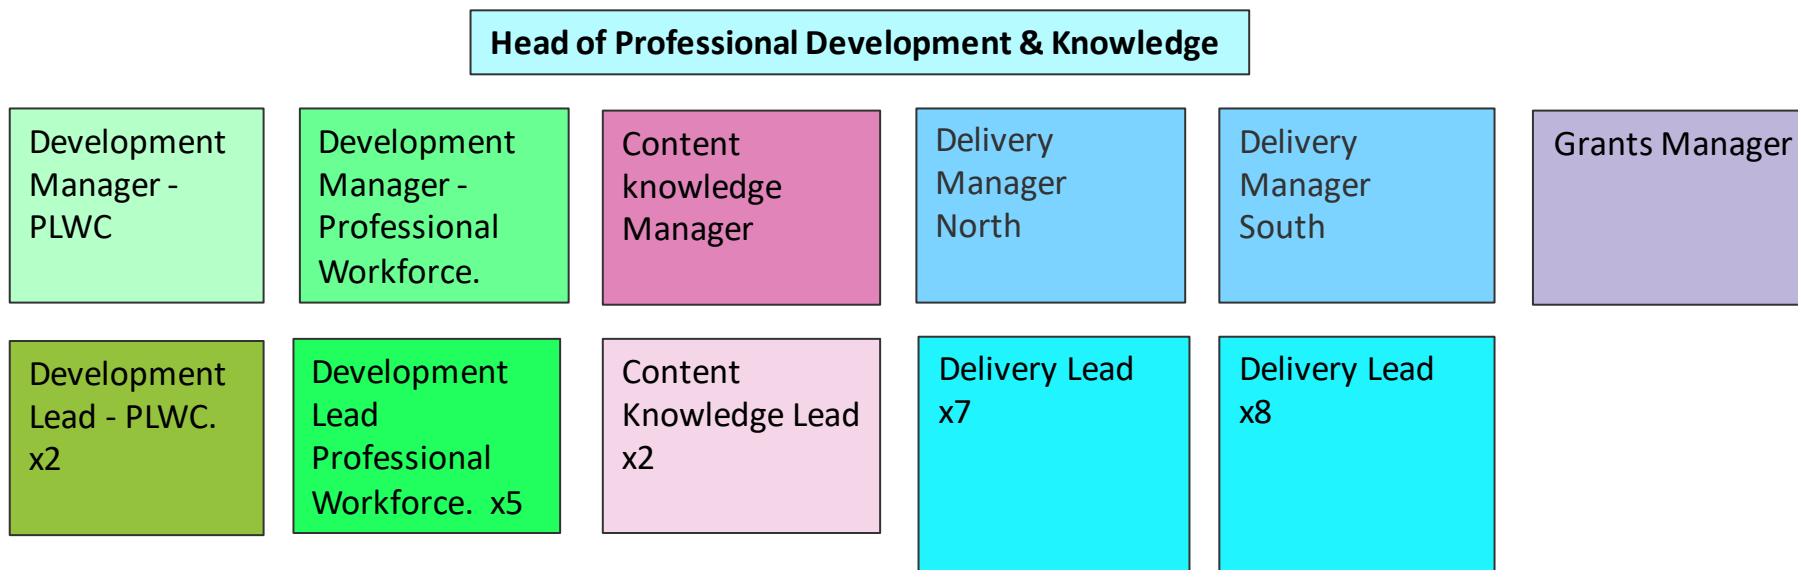 Head of Professional Development & Knowledge
Development
Manager -
PLWC
Development
Manager -
Professional
Workforce.
Content
knowledge
Manager
Delivery
Manager
North
Delivery
Manager
South
Grants Manager
Development
Lead - PLWC.
x2
Development
Lead
Professional
Workforce.  x5
Content
Knowledge Lead
x2
Delivery Lead
x7
Delivery Lead
x8